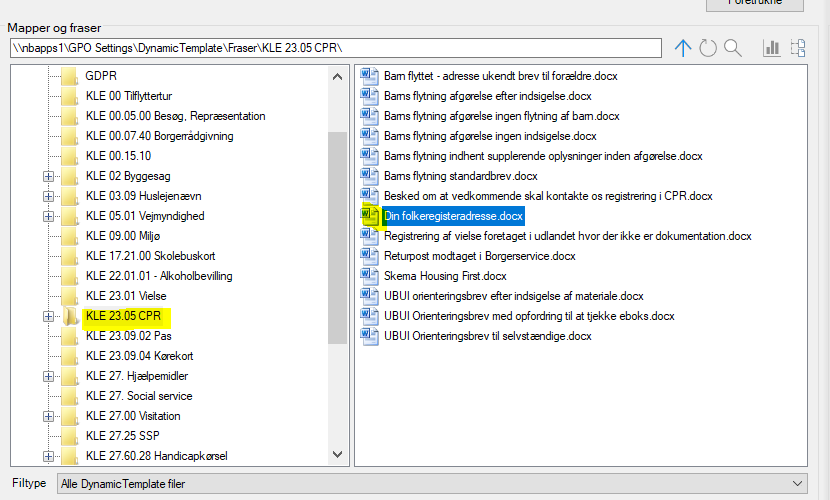 Foretrukne
Mapper og fraser
\\nbapps1\GPO Settings\DynamicTemplate\Fraser\KLE 23.05 CPR\
GDPR
KLE 00 Tilflyttertur
KLE 00.05.00 Besøg, Repræsentation
KLE 00.07.40 Borgerrådgivning
KLE 00.15.10
KLE 02 Byggesag
KLE 03.09 Huslejenævn
KLE 05.01 Vejmyndighed
KLE 09.00 Miljø
KLE 17.21.00 Skolebuskort
KLE 22.01.01 - Alkoholbevilling
KLE 23.01 Vielse
KLE 23.05 CPR
KLE 23.09.02 Pas
KLE 23.09.04 Kørekort
KLE 27. Hjælpemidler
KLE 27. Social service
KLE 27.00 Visitation
KLE 27.25 SSP
KLE 27.60.28 Handicapkørsel
Barn flyttet - adresse ukendt brev til forældre.docx
Barns flytning afgørelse efter indsigelse.docx
Barns flytning afgørelse ingen flytning af barn.docx
Barns flytning afgørelse ingen indsigelse.docx
Barns flytning indhent supplerende oplysninger inden afgørelse.docx
Barns flytning standardbrev.docx
Besked om at vedkommende skal kontakte os registrering i CPR.docx
Din folkeregisteradresse.docx
Registrering af vielse foretaget i udlandet hvor der ikke er dokumentation.docx
Returpost modtaget i Borgerservice.docx
Skema Housing First.docx
UBUI orienteringsbrev efter indsigelse af materiale.docx
UBUI Orienteringsbrev med opfordring til at tjekke eboks.docx
UBUI Orienteringsbrev til selvstændige.docx
Filtype
Alle DynamicTemplate filer